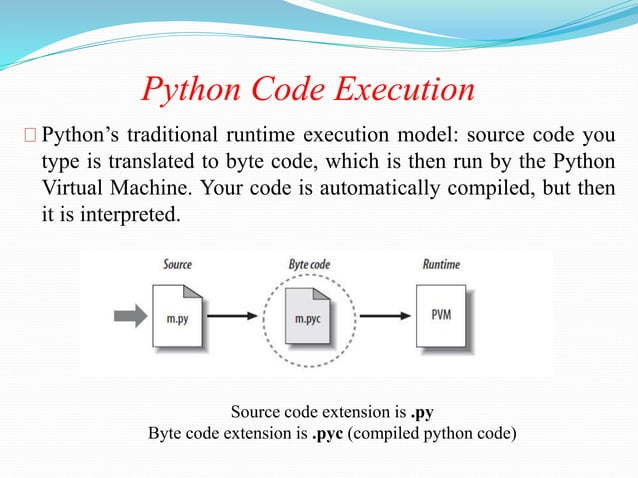 Python Code Execution
Python’s traditional runtime execution model: source code you
type is translated to byte code, which is then run by the Python
Virtual Machine. Your code is automatically compiled, but then
it is interpreted.
Source Byte code Runtime
m.py m.pyc PVM
Source code extension is .py
Byte code extension is .pyc (compiled python code)